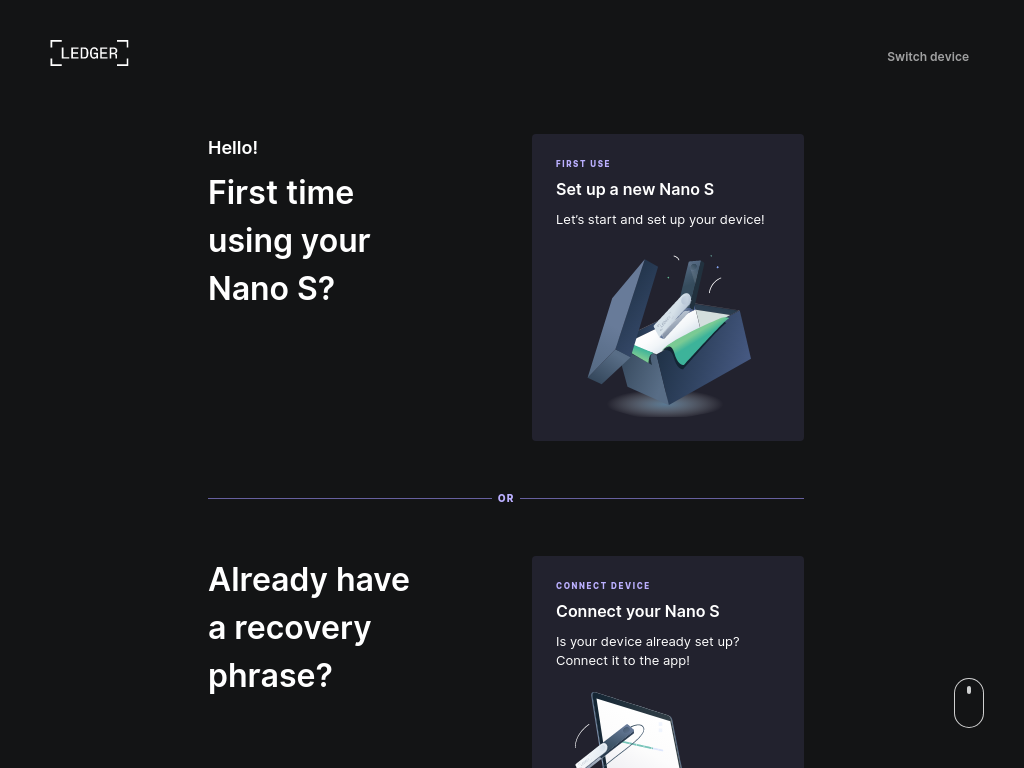 LEDGER
Switch device
Hello!
First time
using your
Nano S?
FIRST USE
Set up a new Nano S
Let's start and set up your device!
OR
Already have
a recovery
phrase?
CONNECT DEVICE
Connect your Nano S
Is your device already set up?
Connect it to the app!